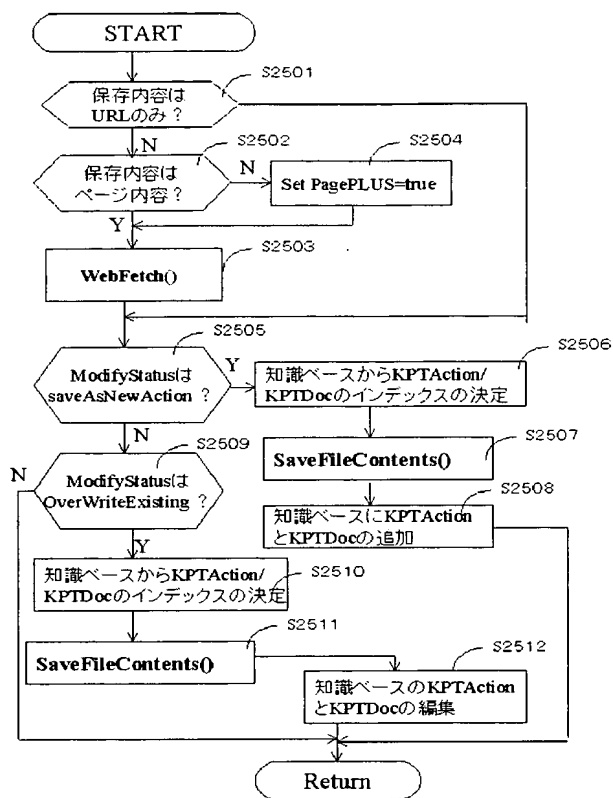 START
S2501
保存内容は
URLのみ？
N
S2502
保存内容は
ページ内容？
N
S2504
Set PagePLUS=true
Y
S2503
WebFetch()
S2505
ModifyStatusは
saveAsNewAction ？
Y
S2506
知識ベースからKPTAction/
KPTDocのインデックスの決定
N
S2507
SaveFileContents()
S2508
知識ベースにKPTAction
とKPTDocの追加
S2509
N
ModifyStatusは
OverWriteExisting ？
Y
S2510
知識ベースからKPTAction/
KPTDocのインデックスの決定
S2511
SaveFileContents()
S2512
知識ベースのKPTAction
とKPTDocの編集
Return